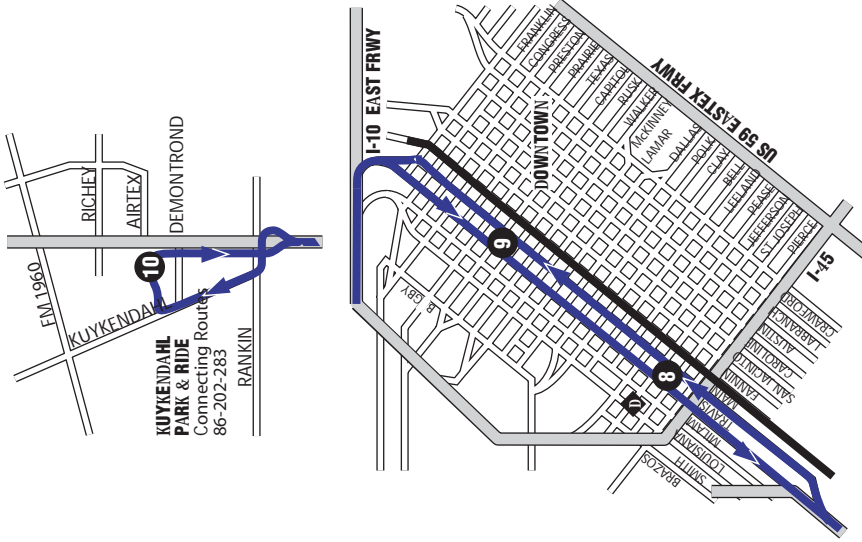 FM 1960
RICHEY
AIRTEX
DEMONTROND
KUYKENDAHL
10
KUYKENDAHL
PARK & RIDE
Connecting Routes
86-202-283
RANKIN
I-10 EAST FRWY
FRANKLIN
CONGRESS
PRESTON
PRAIRIE
TEXAS
CAPITOL
RUSK
WALKER
McKINNEY
LAMAR
DALLAS
POLK
CLAY
BELL
LEELAND
PEASE
JEFFERSON
ST JOSEPH
PIERCE
US 59 EASTEX FRWY
DOWNTOWN
9
BAGBY
8
D
I-45
CRAWFORD
LABRANCH
AUSTIN
CAROLINE
SAN JACINTO
FANNIN
MAIN
TRAVIS
MILAM
LOUISIANA
SMITH
BRAZOS